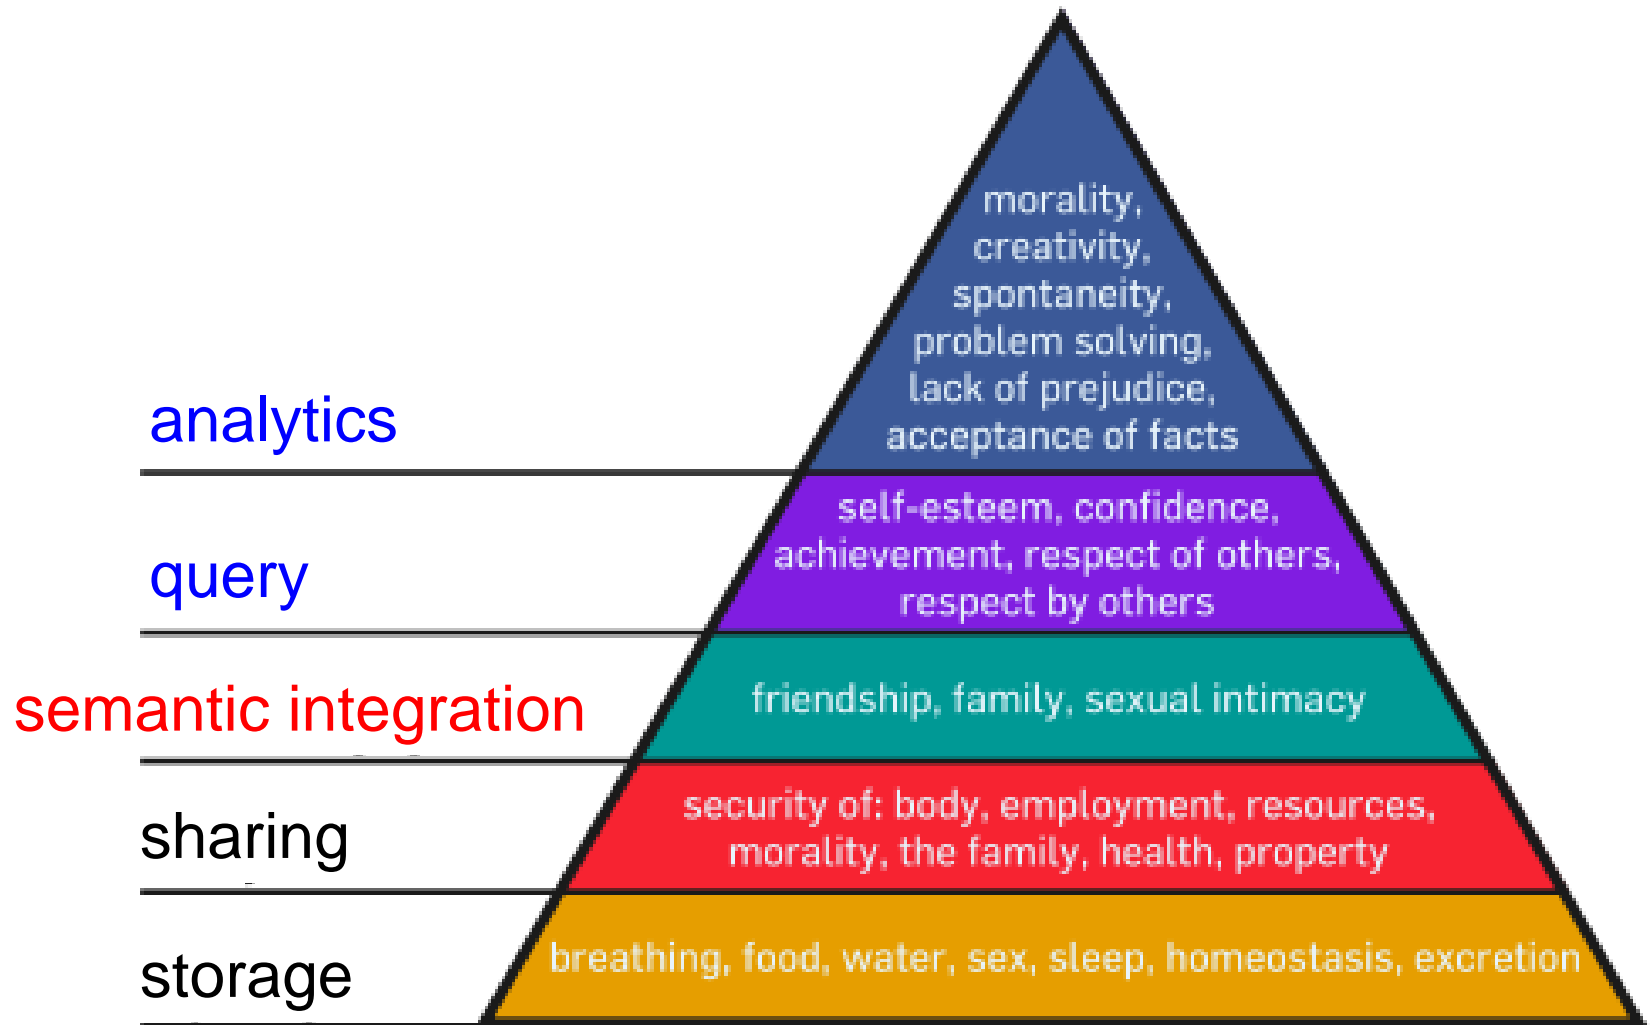 morality,
creativity,
spontaneity,
problem solving,
lack of prejudice,
acceptance of facts
analytics
self-esteem, confidence,
achievement, respect of others,
respect by others
query
friendship, family, sexual intimacy
semantic integration
security of: body, employment, resources,
morality, the family, health, property
sharing
breathing, food, water, sex, sleep, homeostasis, excretion
storage